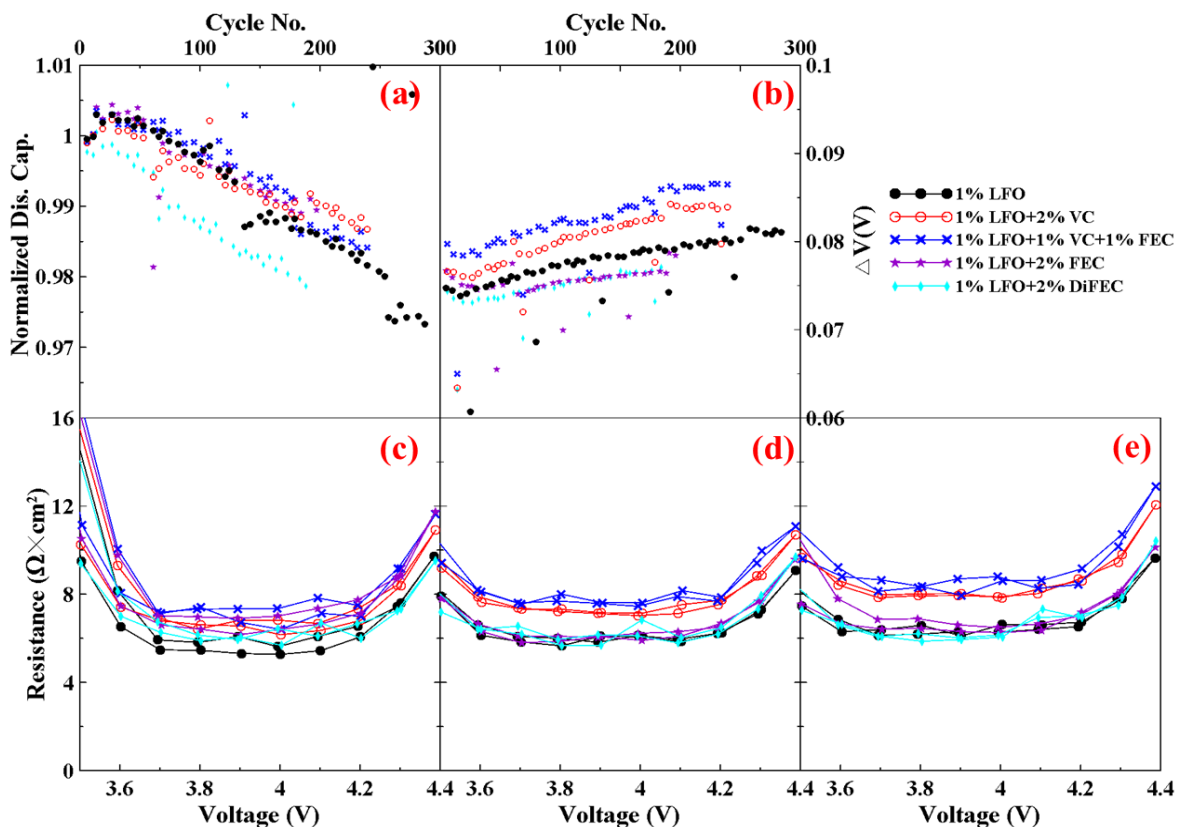 Cycle No. Cycle No.
0 100 200 300 0 100 200 300
1.01 (a) (b) 0.1
1 0.09
0.99 0.08
0.98 0.07
0.97 0.06
Normalized Dis. Cap.
△V(V)
1% LFO
1% LFO+2% VC
1% LFO+1% VC+1% FEC
1% LFO+2% FEC
1% LFO+2% DiFEC
16 (c) (d) (e)
12
8
4
0
Resistance (Ω×cm²)
3.6 3.8 4 4.2 4.4 3.6 3.8 4 4.2 4.4 3.6 3.8 4 4.2 4.4
Voltage (V) Voltage (V) Voltage (V)